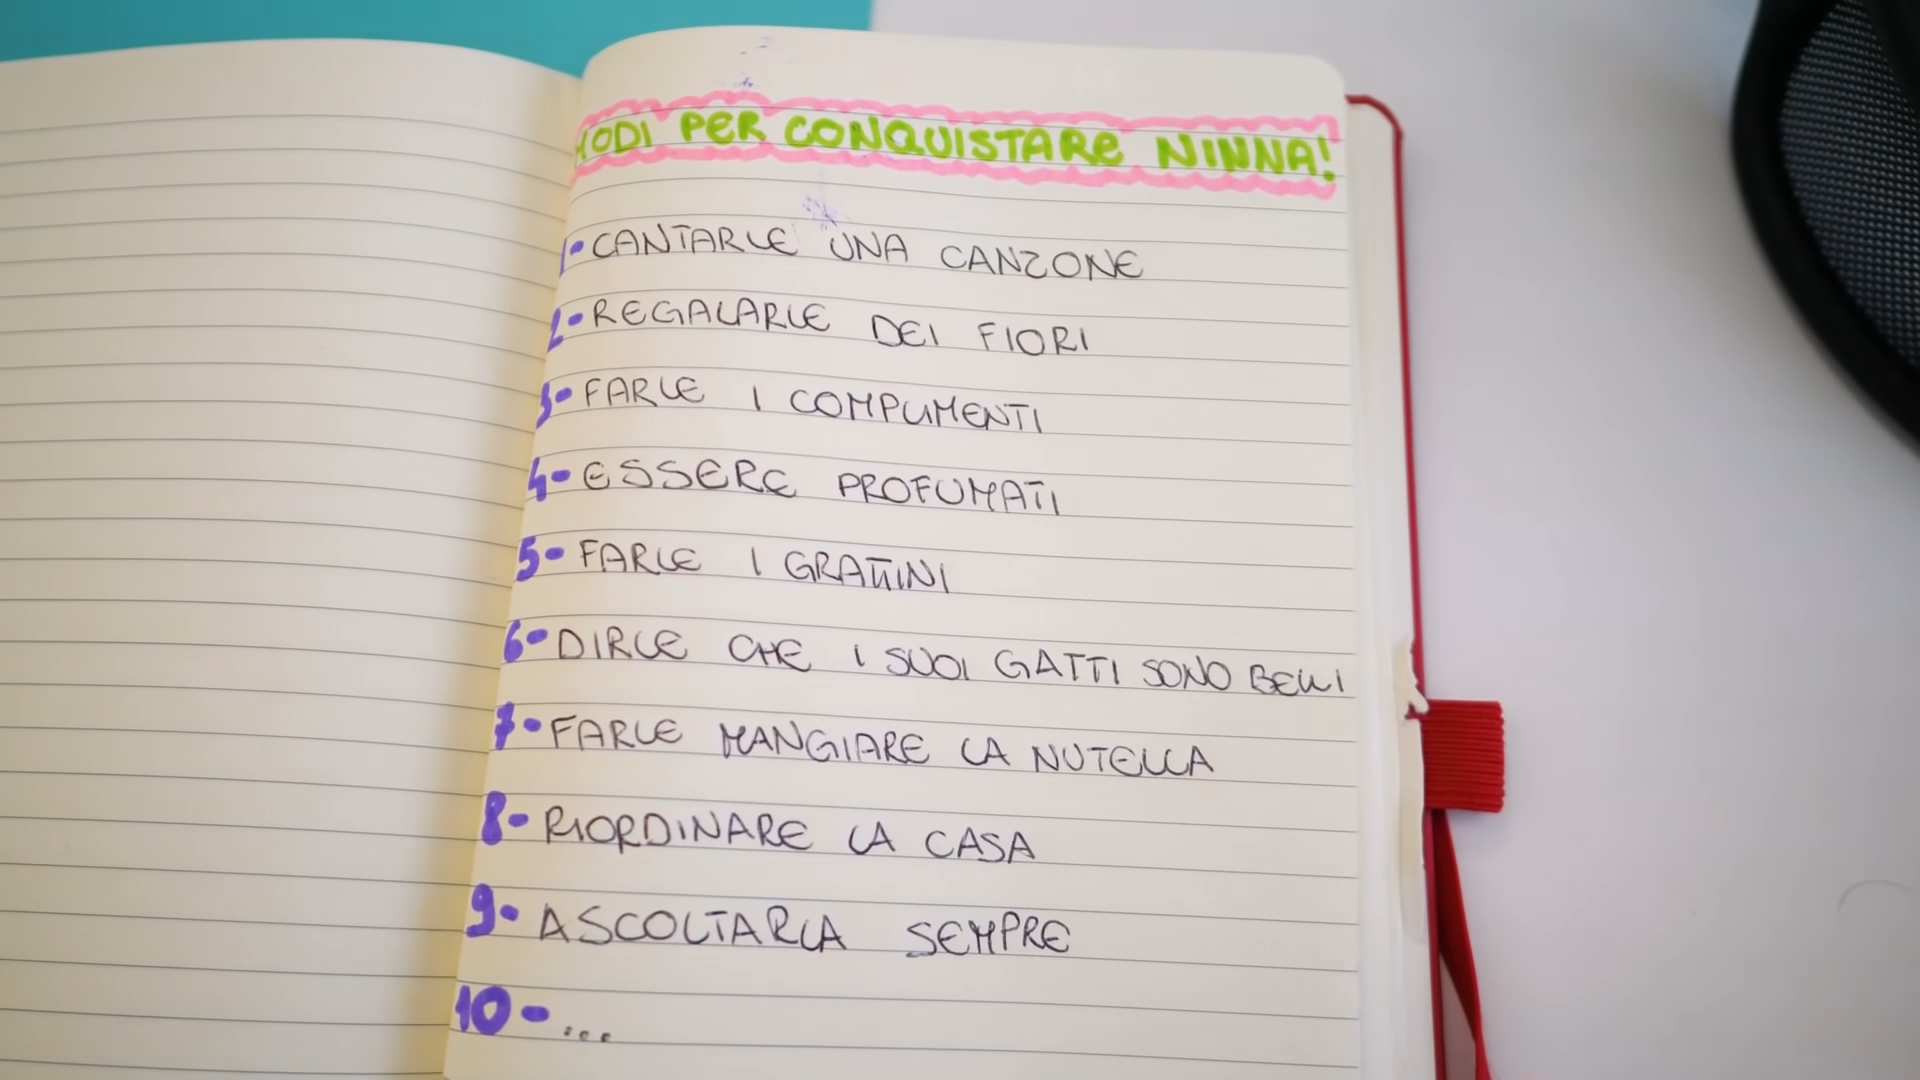 MODI PER CONQUISTARE NINNA!
1- CANTARLE UNA CANZONE
2- REGALARLE DEI FIORI
3- FARLE I COMPLIMENTI
4- ESSERE PROFUMATI
5- FARLE I GRATTINI
6- DIRLE CHE I SUOI GATTI SONO BELLI
7- FARLE MANGIARE LA NUTELLA
8- RIORDINARE LA CASA
9- ASCOLTARLA SEMPRE
10- ...